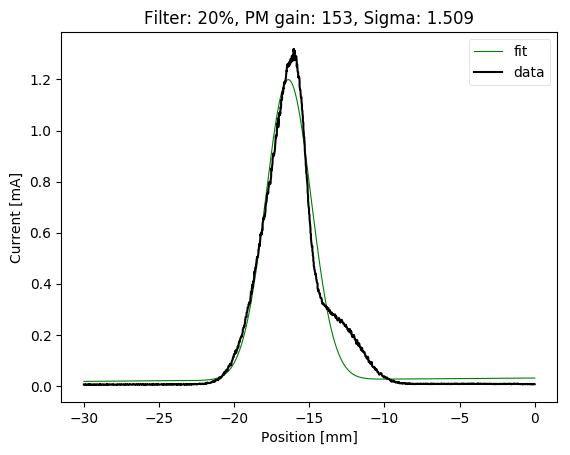 Filter: 20%, PM gain: 153, Sigma: 1.509
fit
data
Current [mA]
1.2
1.0
0.8
0.6
0.4
0.2
0.0
−30 −25 −20 −15 −10 −5 0
Position [mm]